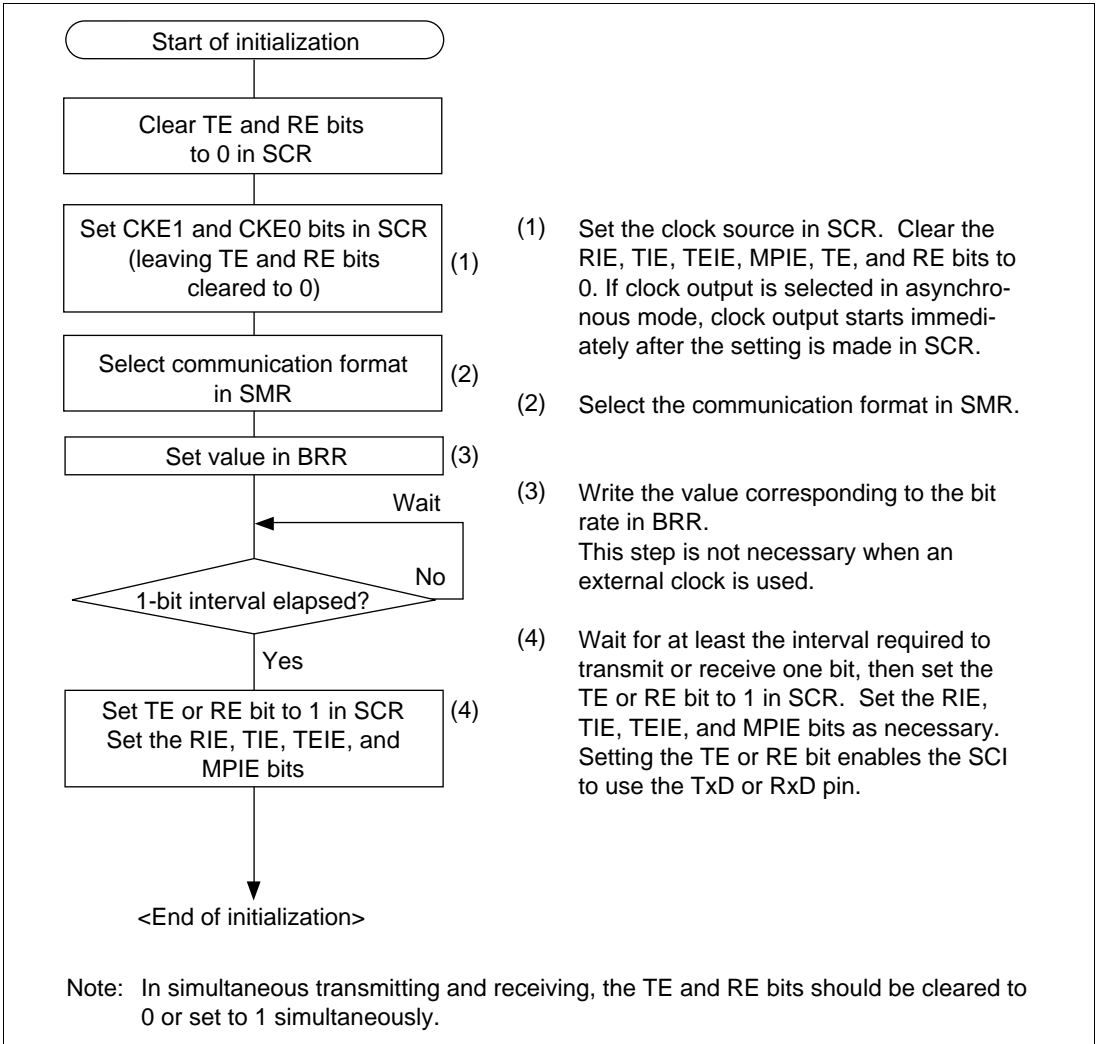 Start of initialization
Clear TE and RE bits
to 0 in SCR
Set CKE1 and CKE0 bits in SCR
(leaving TE and RE bits
cleared to 0)
(1)
Select communication format
in SMR
(2)
Set value in BRR
(3)
Wait
No
1-bit interval elapsed?
Yes
Set TE or RE bit to 1 in SCR
Set the RIE, TIE, TEIE, and
MPIE bits
(4)
<End of initialization>
(1) Set the clock source in SCR. Clear the
RIE, TIE, TEIE, MPIE, TE, and RE bits to
0. If clock output is selected in asynchro-
nous mode, clock output starts immedi-
ately after the setting is made in SCR.
(2) Select the communication format in SMR.
(3) Write the value corresponding to the bit
rate in BRR.
This step is not necessary when an
external clock is used.
(4) Wait for at least the interval required to
transmit or receive one bit, then set the
TE or RE bit to 1 in SCR. Set the RIE,
TIE, TEIE, and MPIE bits as necessary.
Setting the TE or RE bit enables the SCI
to use the TxD or RxD pin.
Note: In simultaneous transmitting and receiving, the TE and RE bits should be cleared to
0 or set to 1 simultaneously.